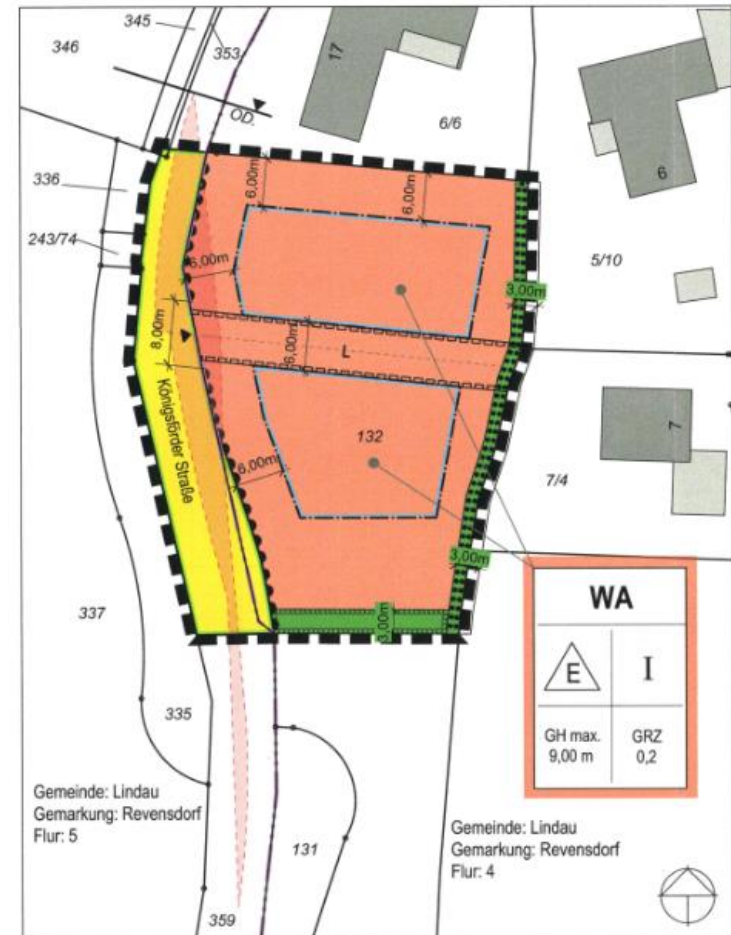 345
346
353
17
OD.
6/6
6
336
6,00m
6,00m
243/74
6,00m
5/10
3,00m
8,00m
6,00m
L
Königsförder Straße
132
7
6,00m
7/4
3,00m
WA
337
3,00m
E
I
GH max.
9,00 m
GRZ
0,2
335
Gemeinde: Lindau
Gemarkung: Revensdorf
Flur: 5
131
Gemeinde: Lindau
Gemarkung: Revensdorf
Flur: 4
359